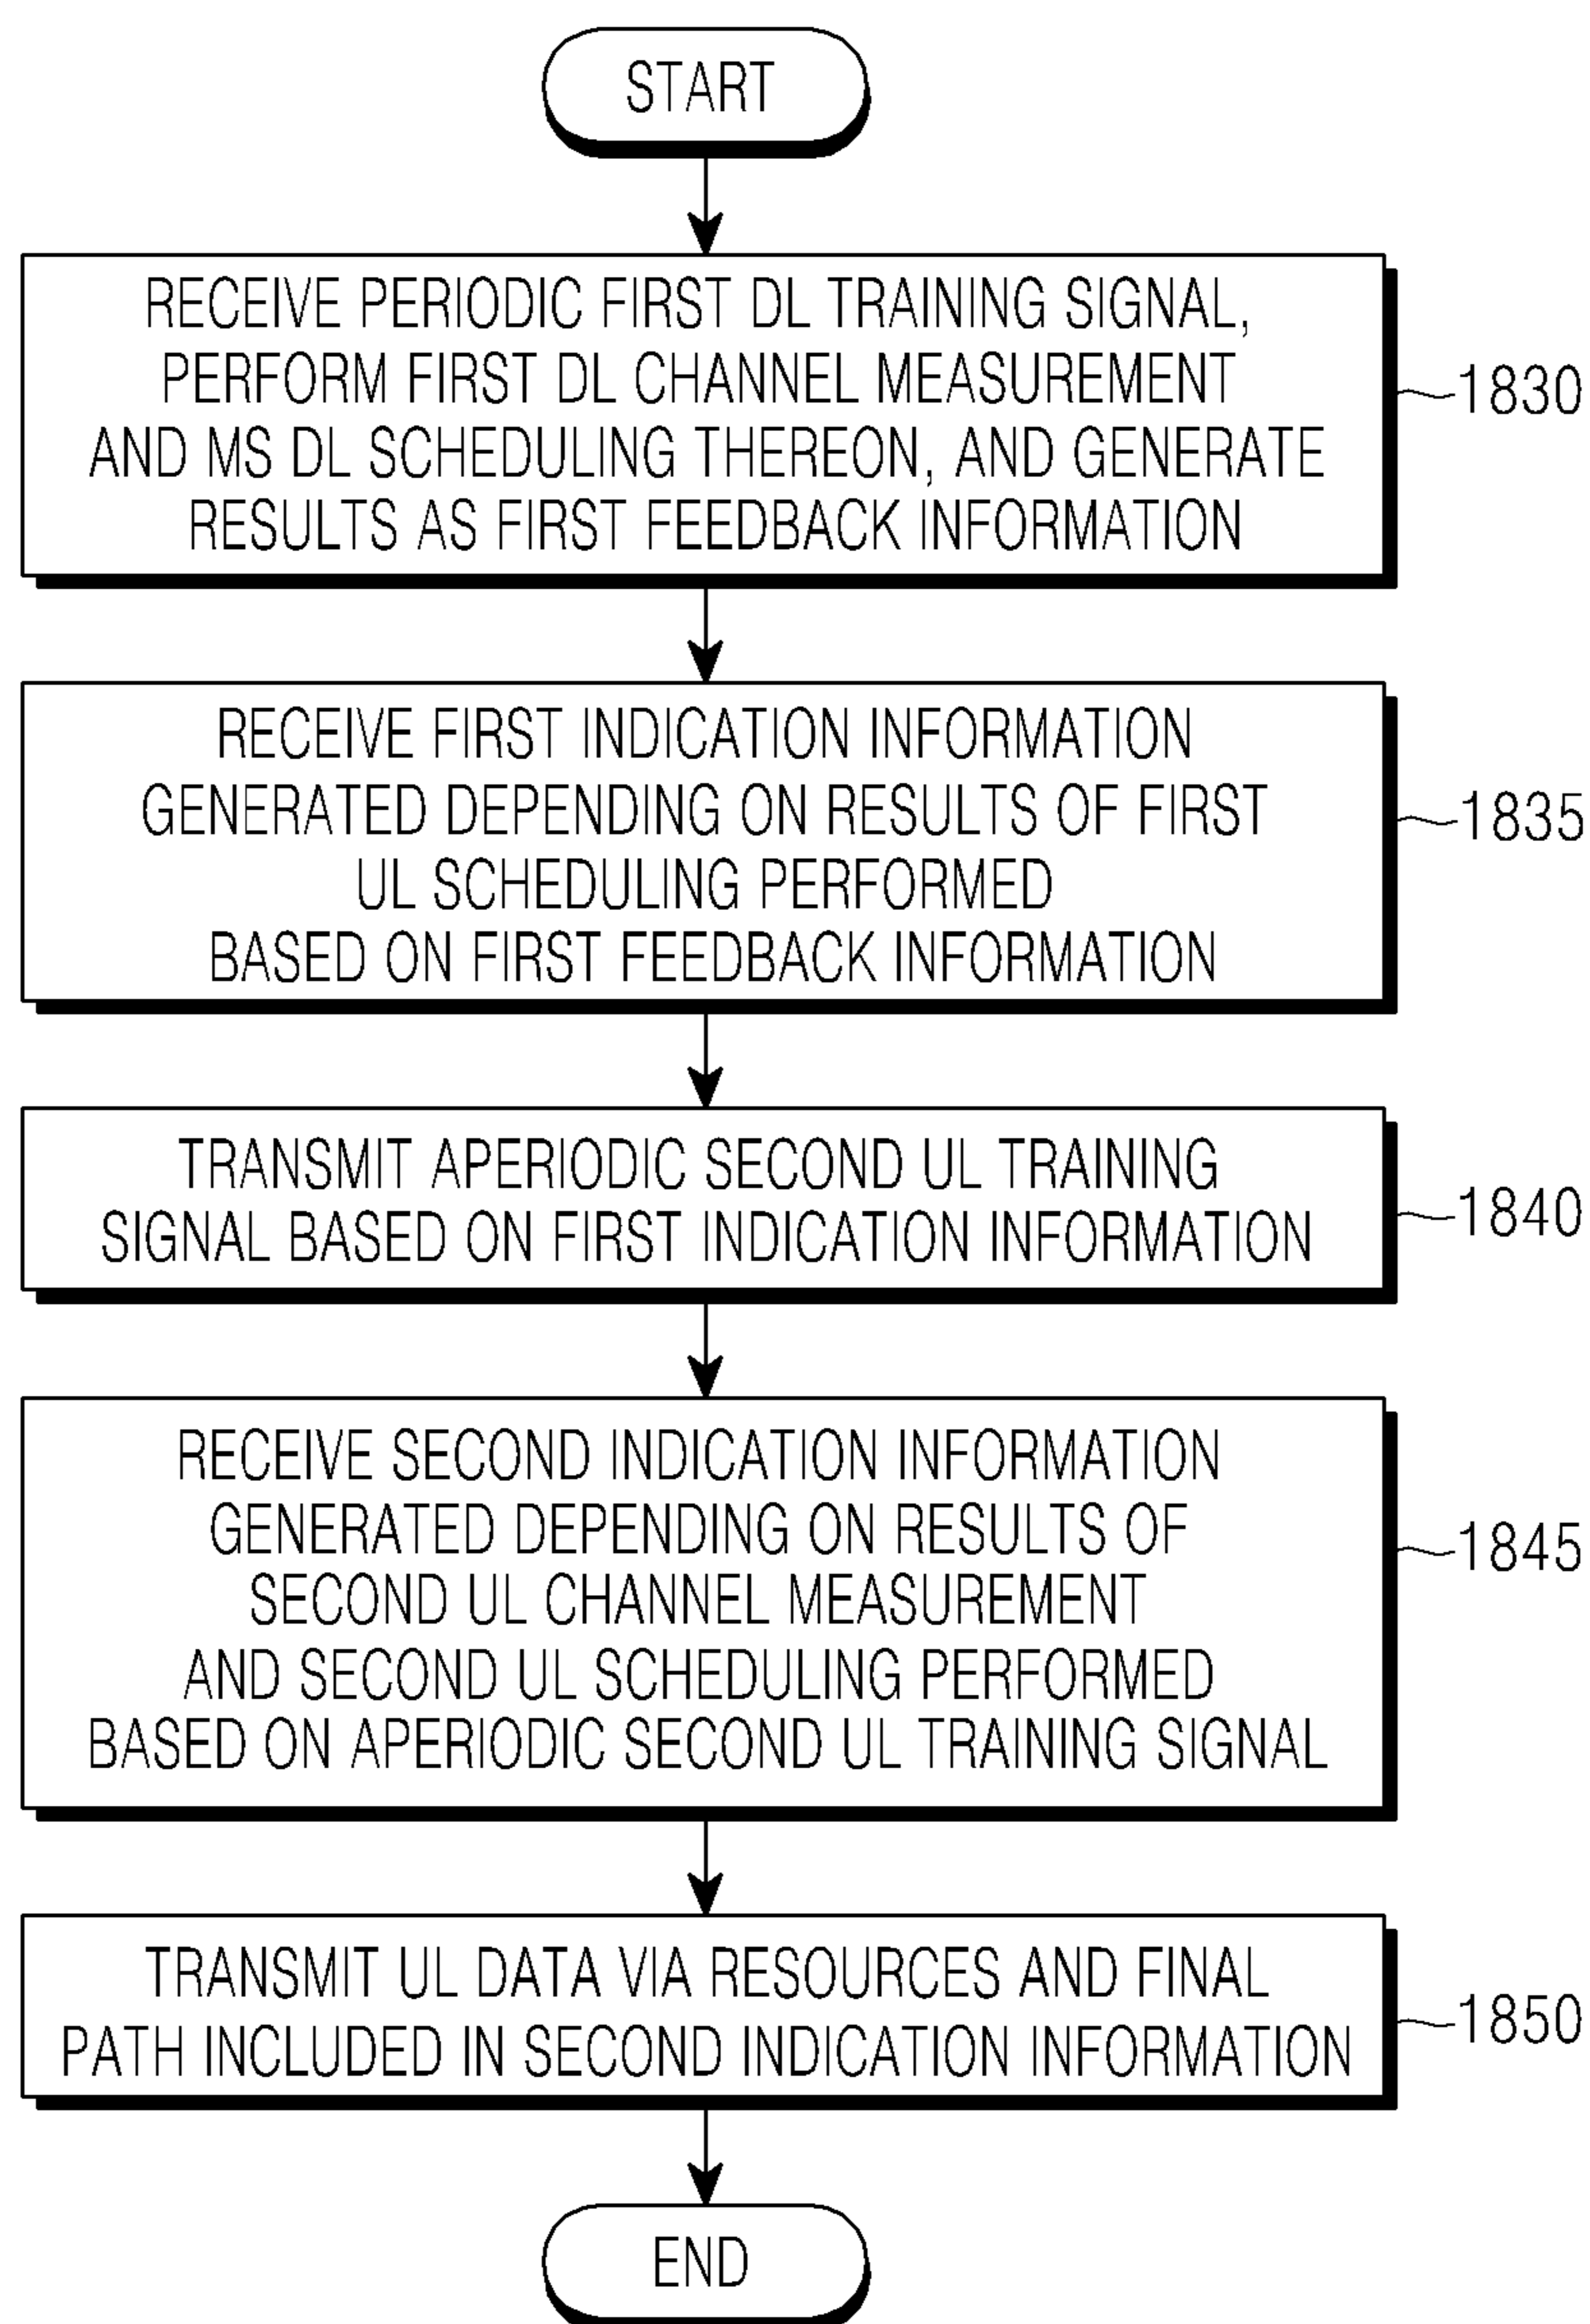 START
RECEIVE PERIODIC FIRST DL TRAINING SIGNAL,
PERFORM FIRST DL CHANNEL MEASUREMENT
AND MS DL SCHEDULING THEREON, AND GENERATE
RESULTS AS FIRST FEEDBACK INFORMATION
1830
RECEIVE FIRST INDICATION INFORMATION
GENERATED DEPENDING ON RESULTS OF FIRST
UL SCHEDULING PERFORMED
BASED ON FIRST FEEDBACK INFORMATION
1835
TRANSMIT APERIODIC SECOND UL TRAINING
SIGNAL BASED ON FIRST INDICATION INFORMATION
1840
RECEIVE SECOND INDICATION INFORMATION
GENERATED DEPENDING ON RESULTS OF
SECOND UL CHANNEL MEASUREMENT
AND SECOND UL SCHEDULING PERFORMED
BASED ON APERIODIC SECOND UL TRAINING SIGNAL
1845
TRANSMIT UL DATA VIA RESOURCES AND FINAL
PATH INCLUDED IN SECOND INDICATION INFORMATION
1850
END